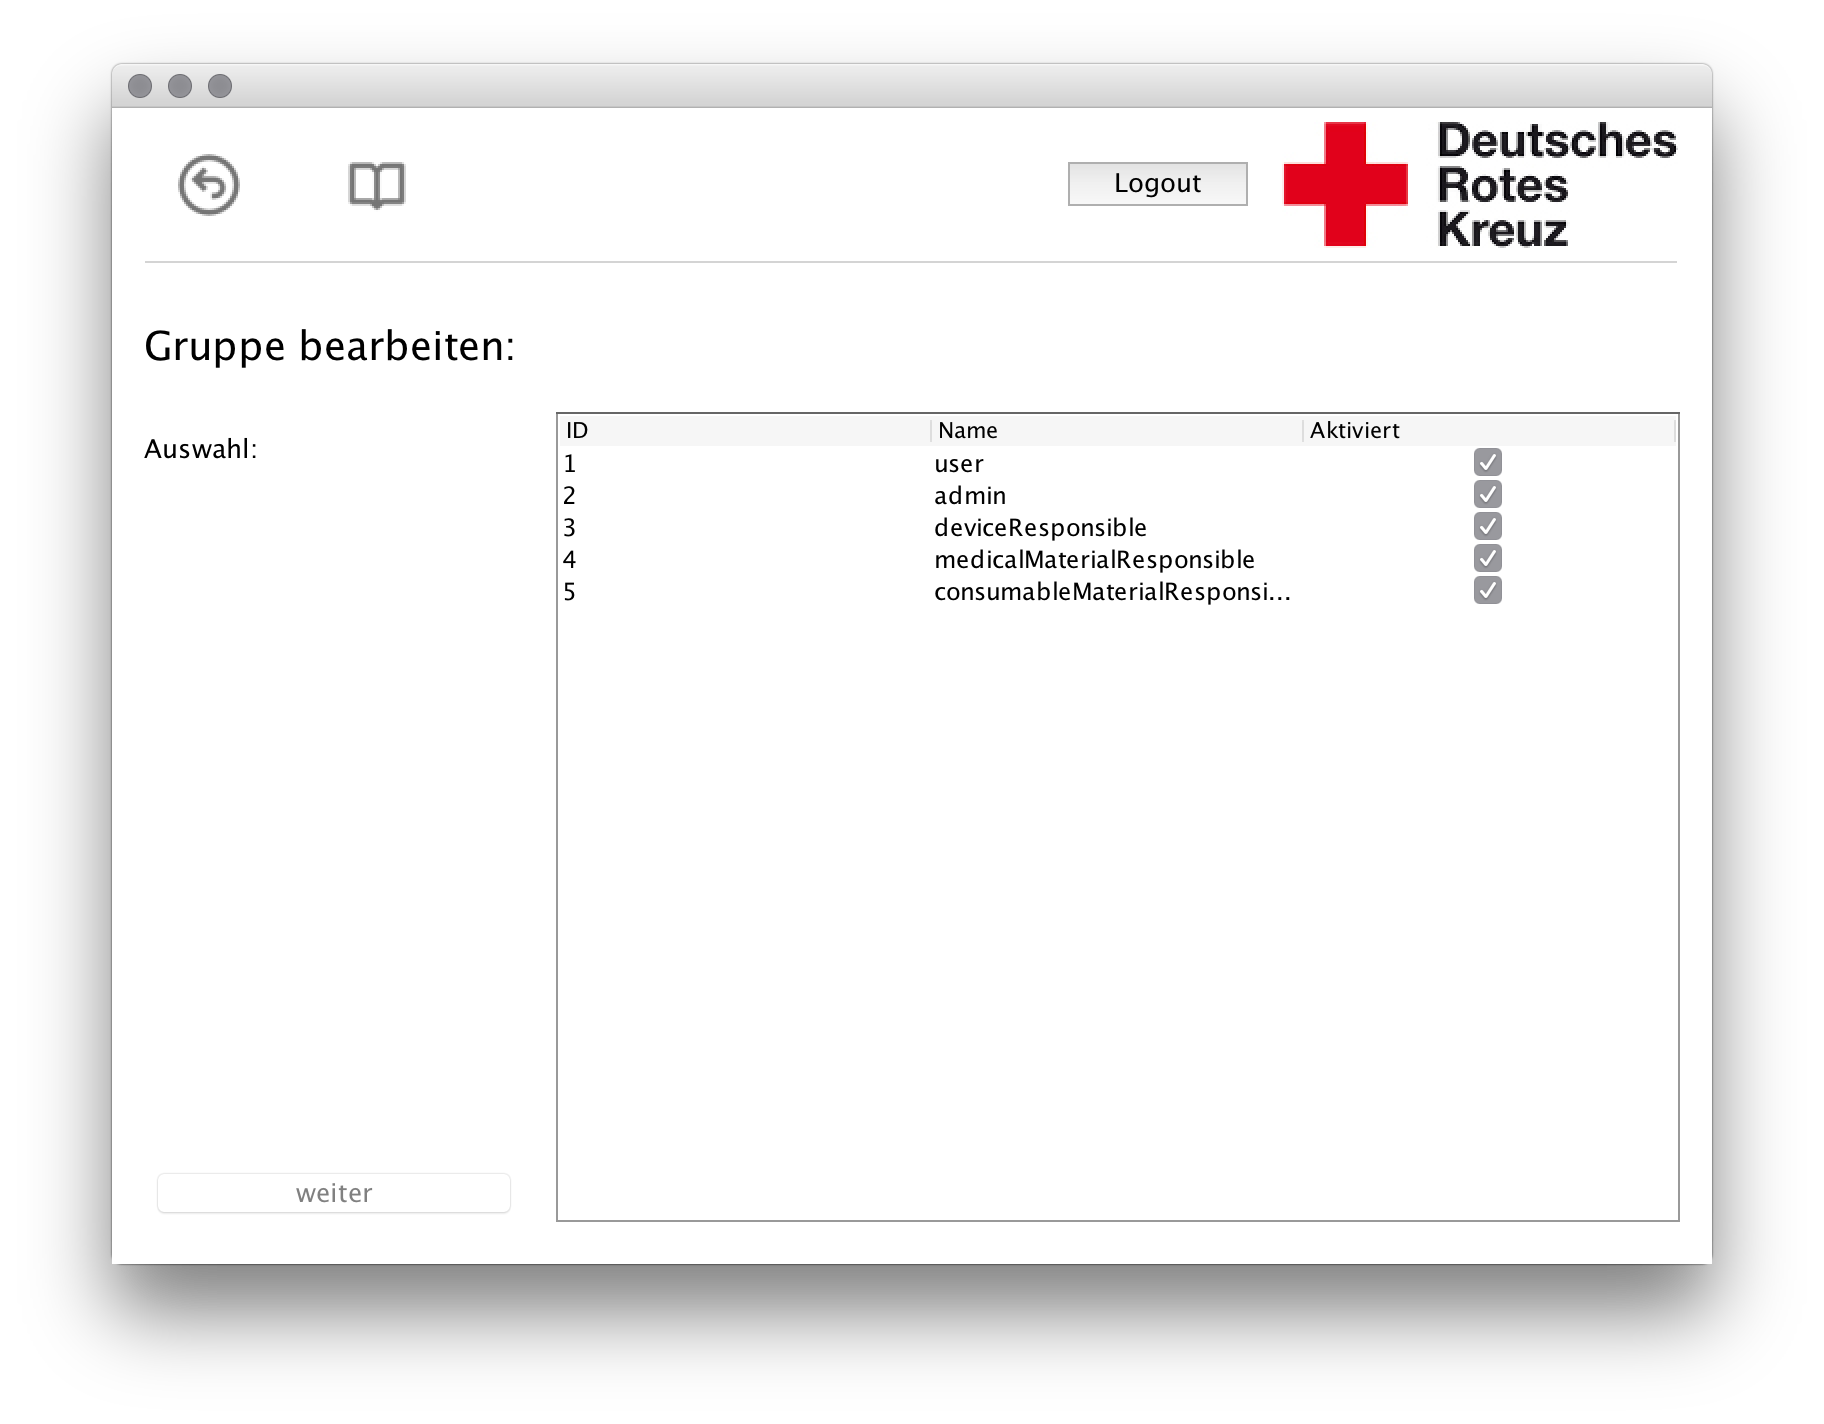 Logout
Deutsches
Rotes
Kreuz
Gruppe bearbeiten:
Auswahl:
ID Name Aktiviert
1 user
2 admin
3 deviceResponsible
4 medicalMaterialResponsible
5 consumableMaterialResponsi...
weiter